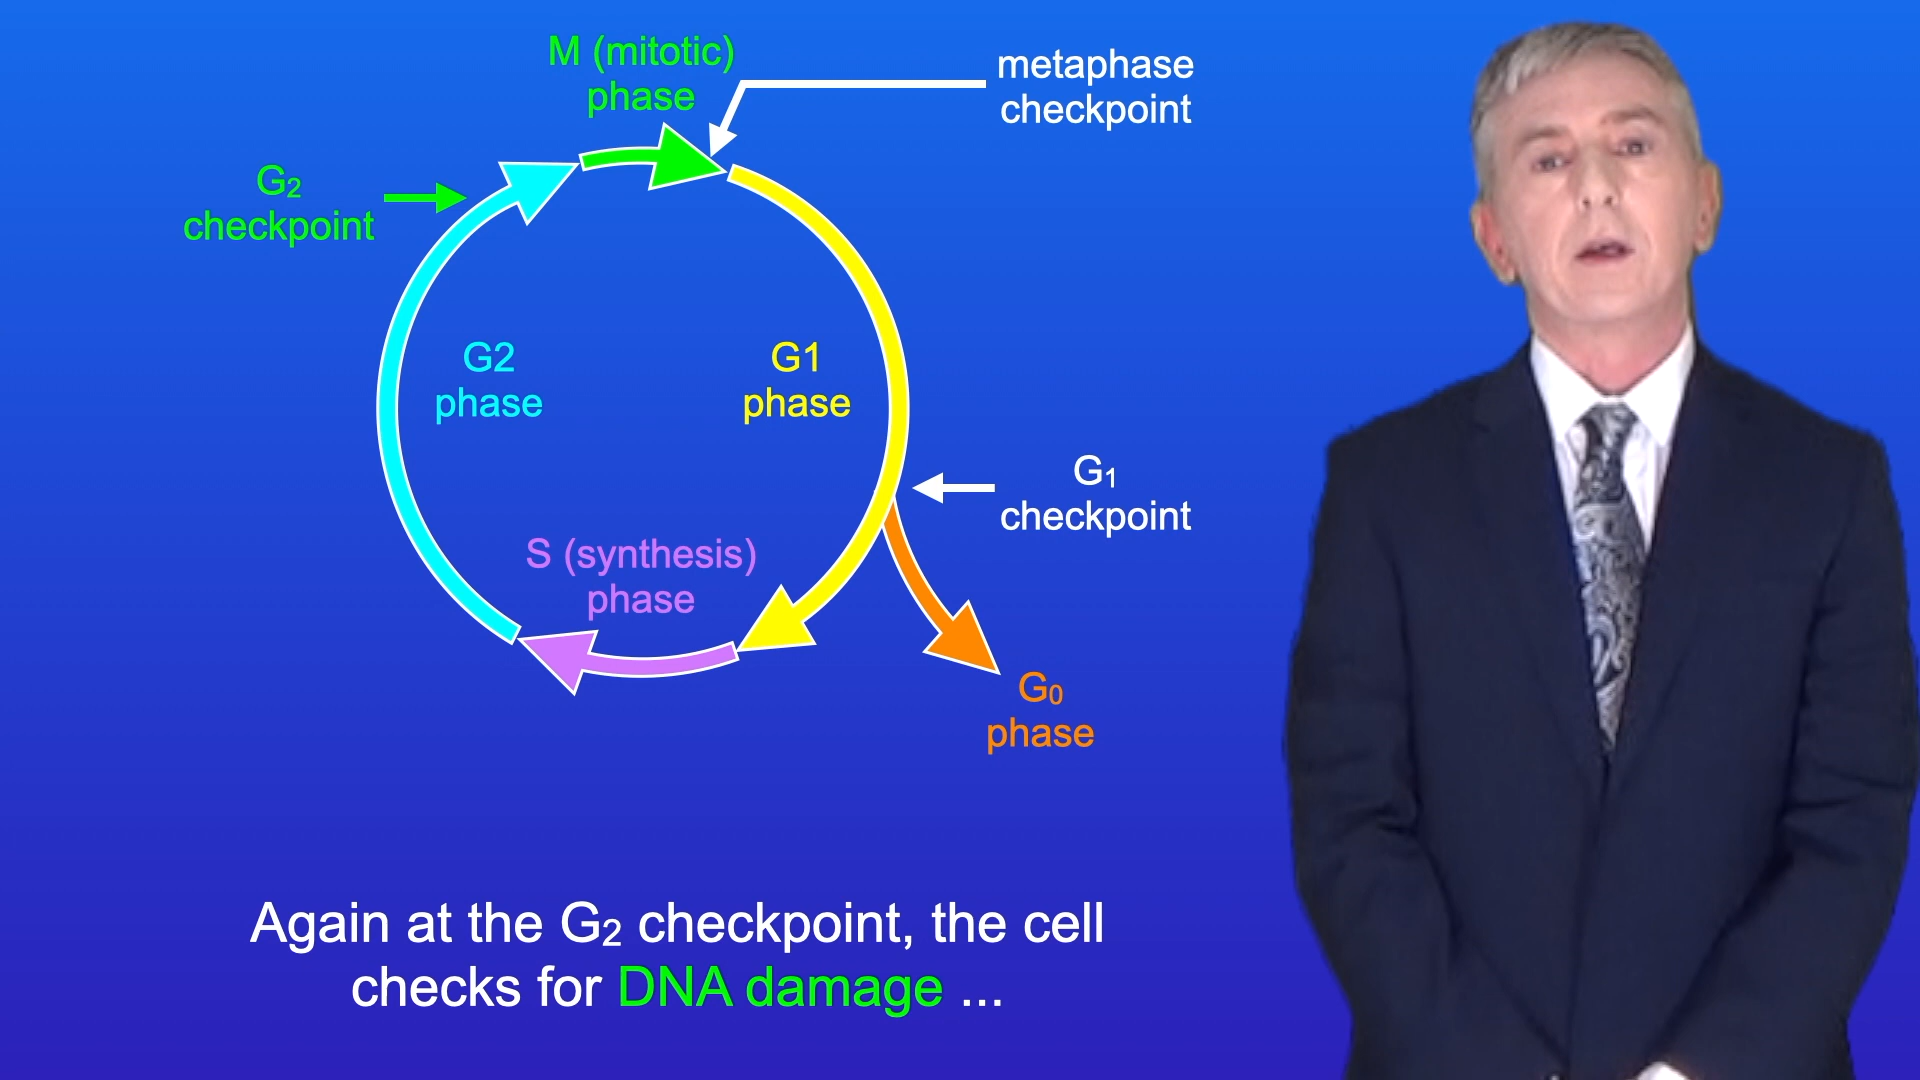 M (mitotic)
phase
metaphase
checkpoint
G₂
checkpoint
G2
phase
G1
phase
G₁
checkpoint
S (synthesis)
phase
G₀
phase
Again at the G₂ checkpoint, the cell
checks for DNA damage ...